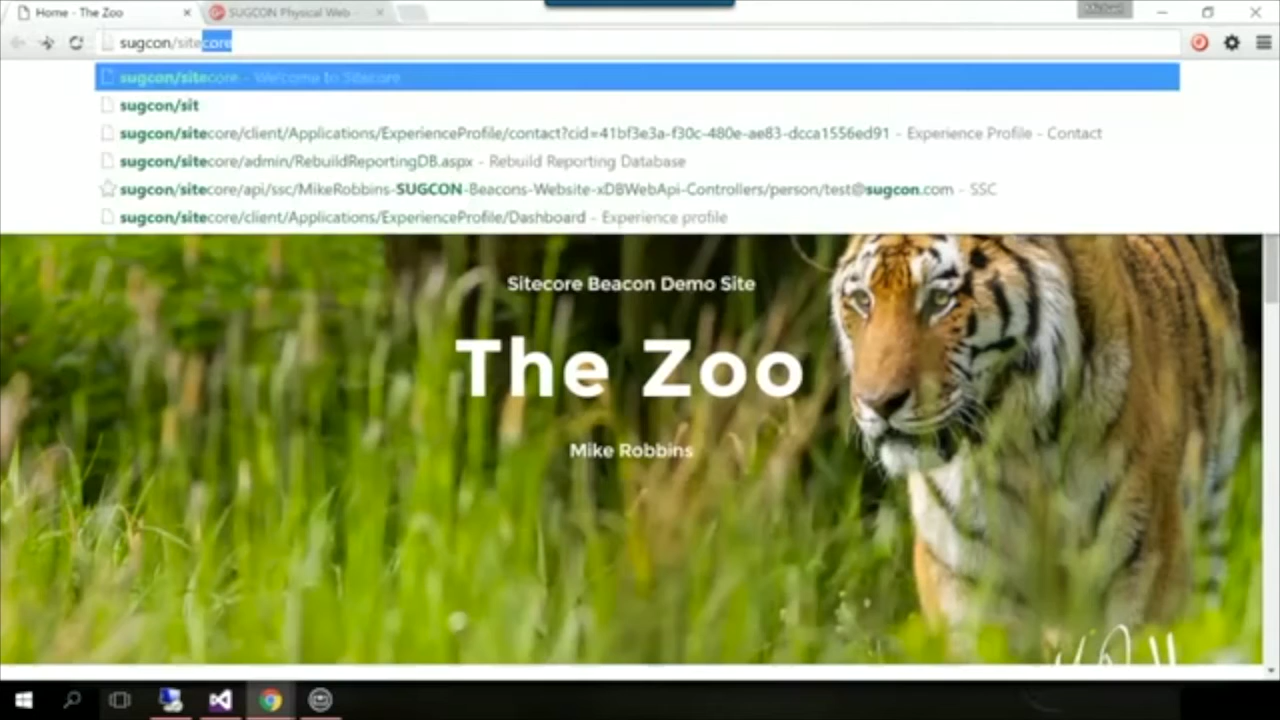 Home - The Zoo
SUGCON Physical Web -
Michael
sugcon/sitecore
sugcon/sitecore - Welcome to Sitecore
sugcon/sit
sugcon/sitecore/client/Applications/ExperienceProfile/contact?cid=41bf3e3a-f30c-480e-ae83-dcca1556ed91 - Experience Profile - Contact
sugcon/sitecore/admin/RebuildReportingDB.aspx - Rebuild Reporting Database
sugcon/sitecore/api/ssc/MikeRobbins-SUGCON-Beacons-Website-xDBWebApi-Controllers/person/test@sugcon.com - SSC
sugcon/sitecore/client/Applications/ExperienceProfile/Dashboard - Experience profile
Sitecore Beacon Demo Site
The Zoo
Mike Robbins